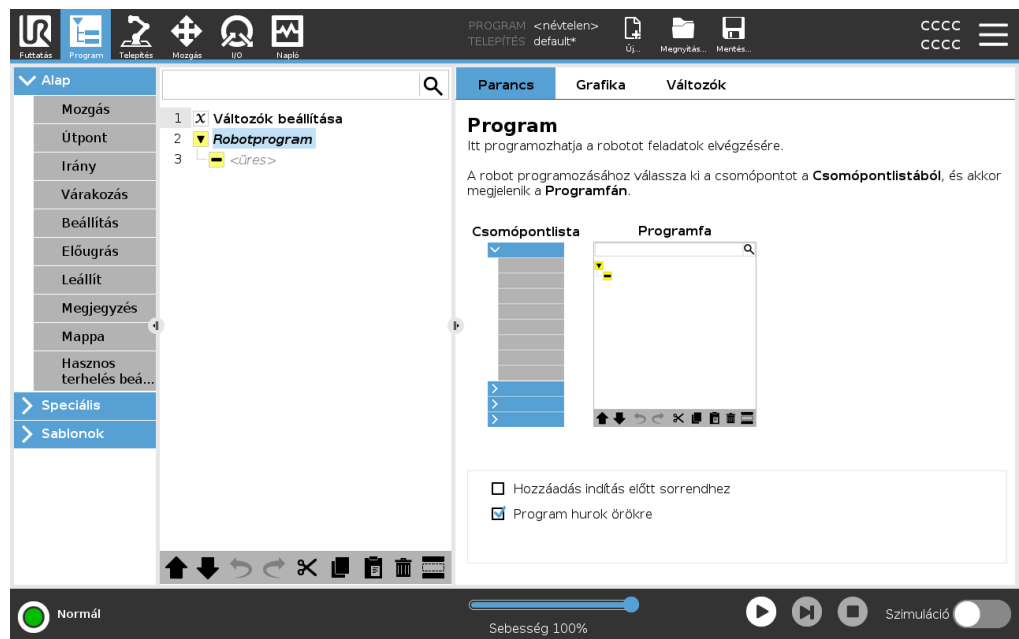 PROGRAM <névtelen>
TELEPÍTÉS default*
CCCC
CCCC
Futtatás Program Telepítés Mozgás I/O Napló Új... Megnyitás... Mentés...
Alap
Mozgás
Útpont
Irány
Várakozás
Beállítás
Előugrás
Leállít
Megjegyzés
Mappa
Hasznos
terhelés beá...
Speciális
Sablonok
1 X Változók beállítása
2 Robotprogram
3 <üres>
Parancs Grafika Változók
Program
Itt programozhatja a robotot feladatok elvégzésére.
A robot programozásához válassza ki a csomópontot a Csomópontlistából, és akkor
megjelenik a Programfán.
Csomópontlista Programfa
Hozzáadás indítás előtt sorrendhez
Program hurok örökre
Normál
Sebesség 100%
Szimuláció